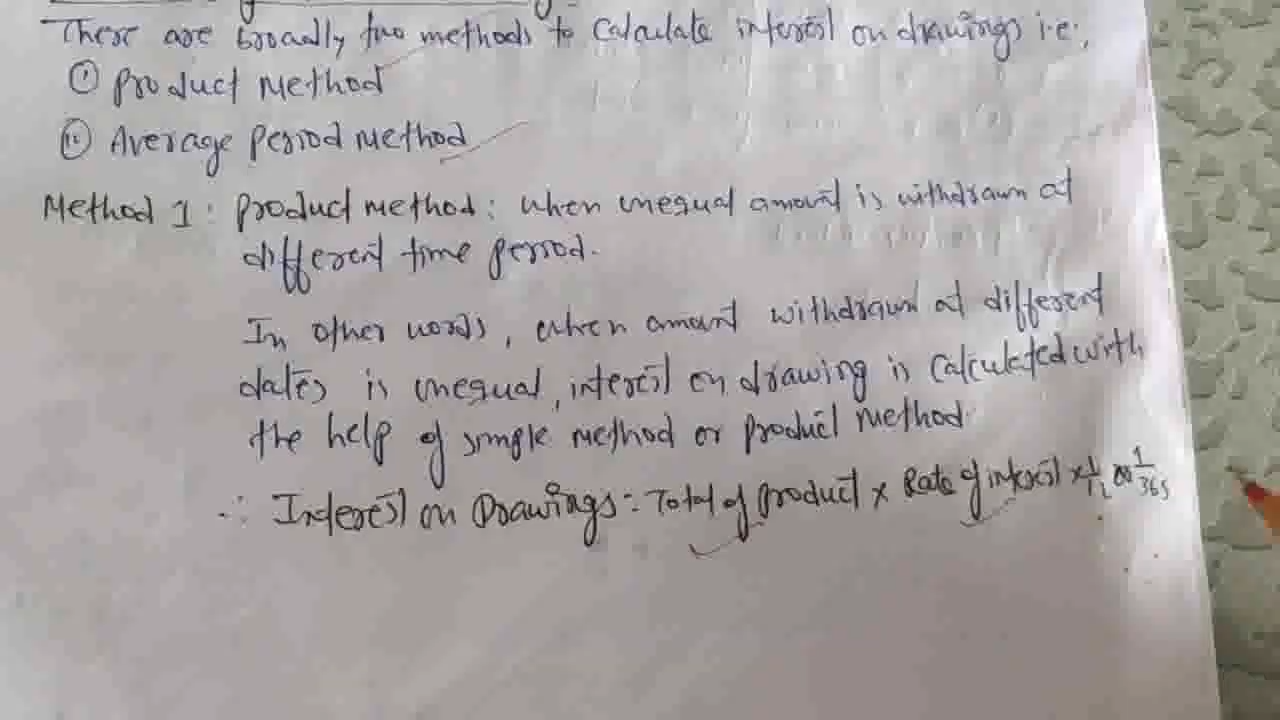 There are broadly two methods to calculate interest on drawings i.e.,
(i) Product Method
(ii) Average Period Method
Method 1: Product method: when unequal amount is withdrawn at
different time period.
In other words, when amount withdrawn at different
dates is unequal, interest on drawing is calculated with
the help of simple method or product method
∴ Interest on Drawings = Total of product × Rate of interest × 1/12 or 1/365